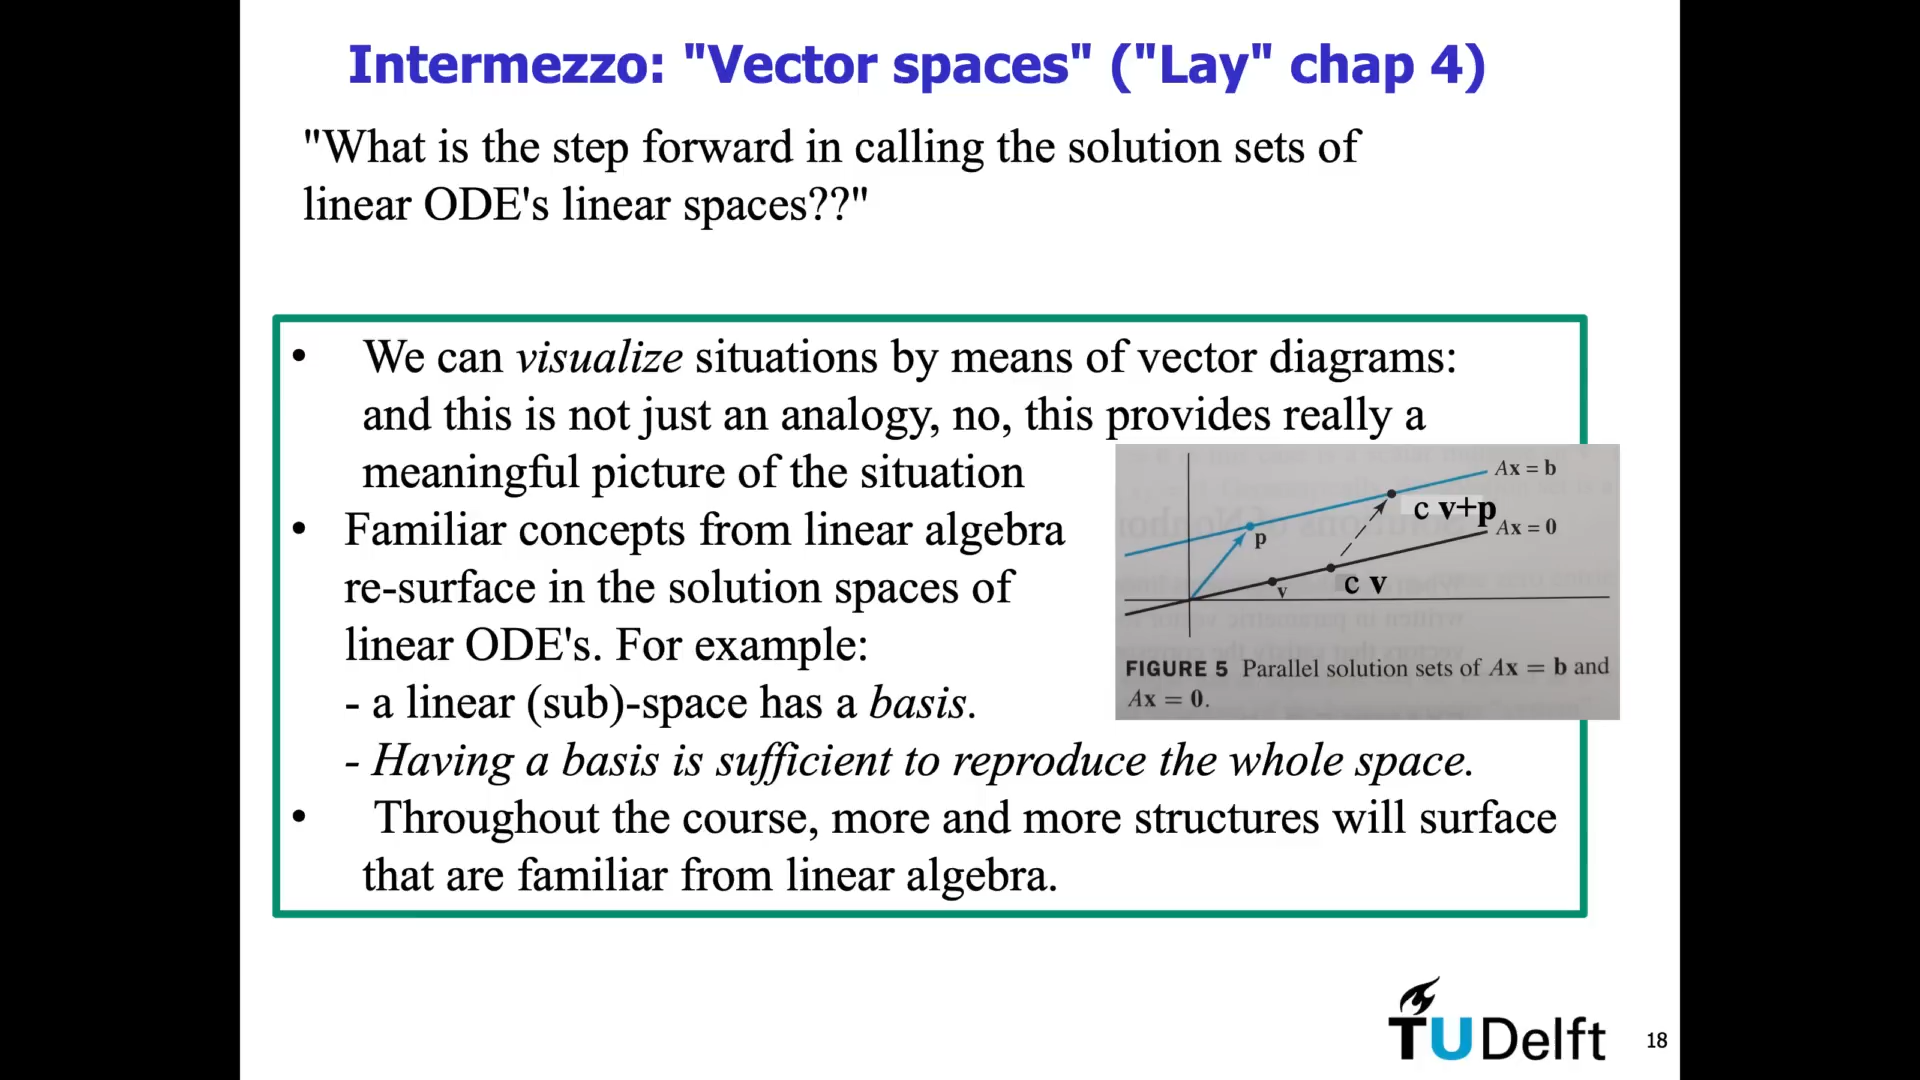 Intermezzo: "Vector spaces" ("Lay" chap 4)
"What is the step forward in calling the solution sets of
linear ODE's linear spaces??"
• We can visualize situations by means of vector diagrams:
and this is not just an analogy, no, this provides really a
meaningful picture of the situation
• Familiar concepts from linear algebra
re-surface in the solution spaces of
linear ODE's. For example:
- a linear (sub)-space has a basis.
- Having a basis is sufficient to reproduce the whole space.
• Throughout the course, more and more structures will surface
that are familiar from linear algebra.
Ax = b
c v+p
Ax = 0
p
v
c v
FIGURE 5 Parallel solution sets of Ax = b and
Ax = 0.
TUDelft
18